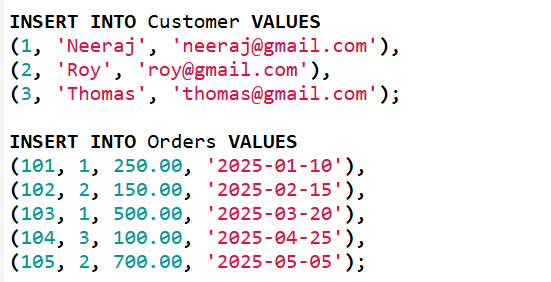 INSERT INTO Customer VALUES
(1, 'Neeraj', 'neeraj@gmail.com'),
(2, 'Roy', 'roy@gmail.com'),
(3, 'Thomas', 'thomas@gmail.com');
INSERT INTO Orders VALUES
(101, 1, 250.00, '2025-01-10'),
(102, 2, 150.00, '2025-02-15'),
(103, 1, 500.00, '2025-03-20'),
(104, 3, 100.00, '2025-04-25'),
(105, 2, 700.00, '2025-05-05');